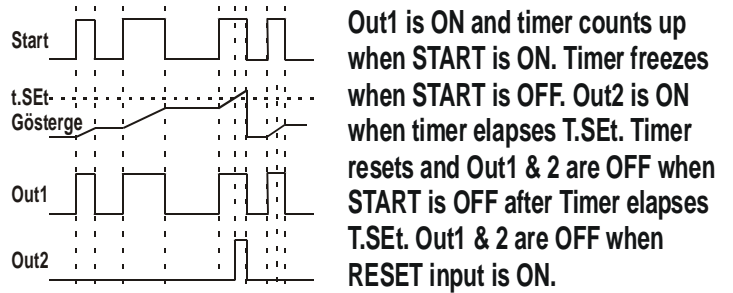 Start
t.SEt
Gösterge
Out1
Out2
Out1 is ON and timer counts up
when START is ON. Timer freezes
when START is OFF. Out2 is ON
when timer elapses T.SEt. Timer
resets and Out1 & 2 are OFF when
START is OFF after Timer elapses
T.SEt. Out1 & 2 are OFF when
RESET input is ON.